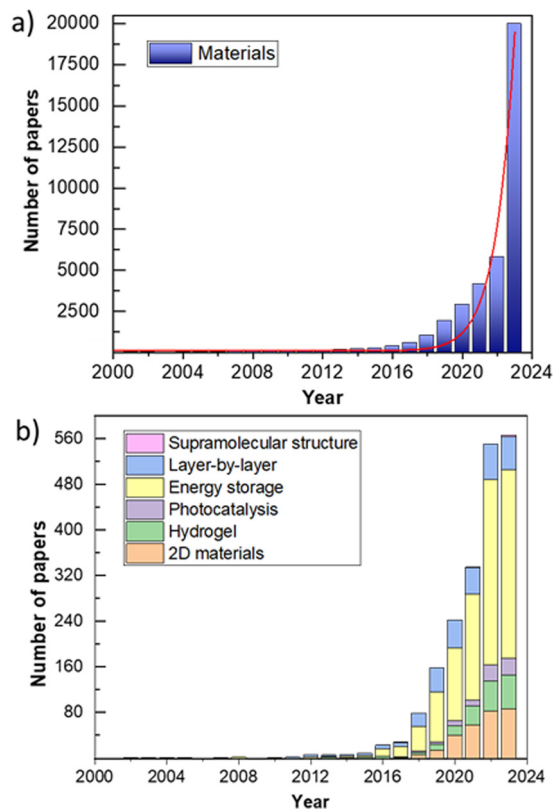 a)
Number of papers
20000
17500
15000
12500
10000
7500
5000
2500
Materials
2000 2004 2008 2012 2016 2020 2024
Year
b)
Number of papers
560
480
400
320
240
160
80
Supramolecular structure
Layer-by-layer
Energy storage
Photocatalysis
Hydrogel
2D materials
2000 2004 2008 2012 2016 2020 2024
Year